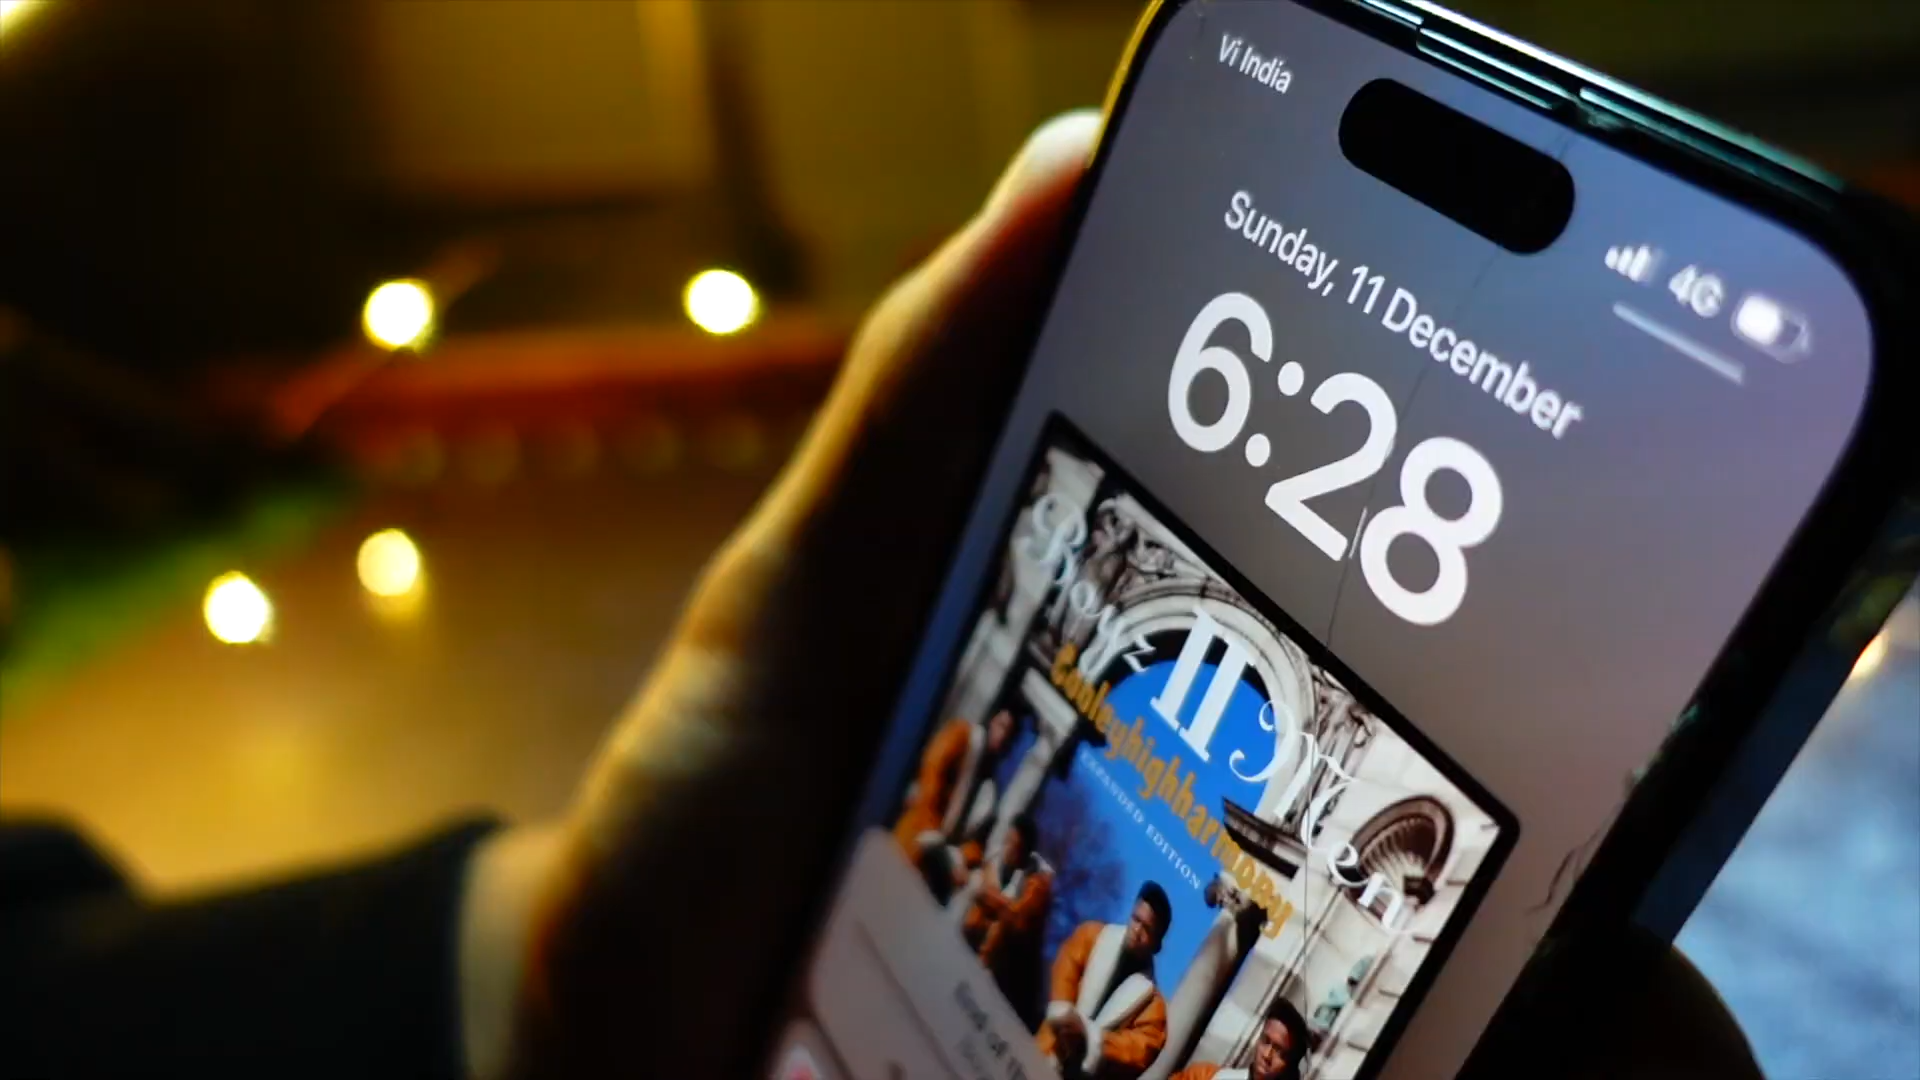 Vi India
4G
Sunday, 11 December
6:28
Boyz II Men
Cooleyhighharmony
EXPANDED EDITION